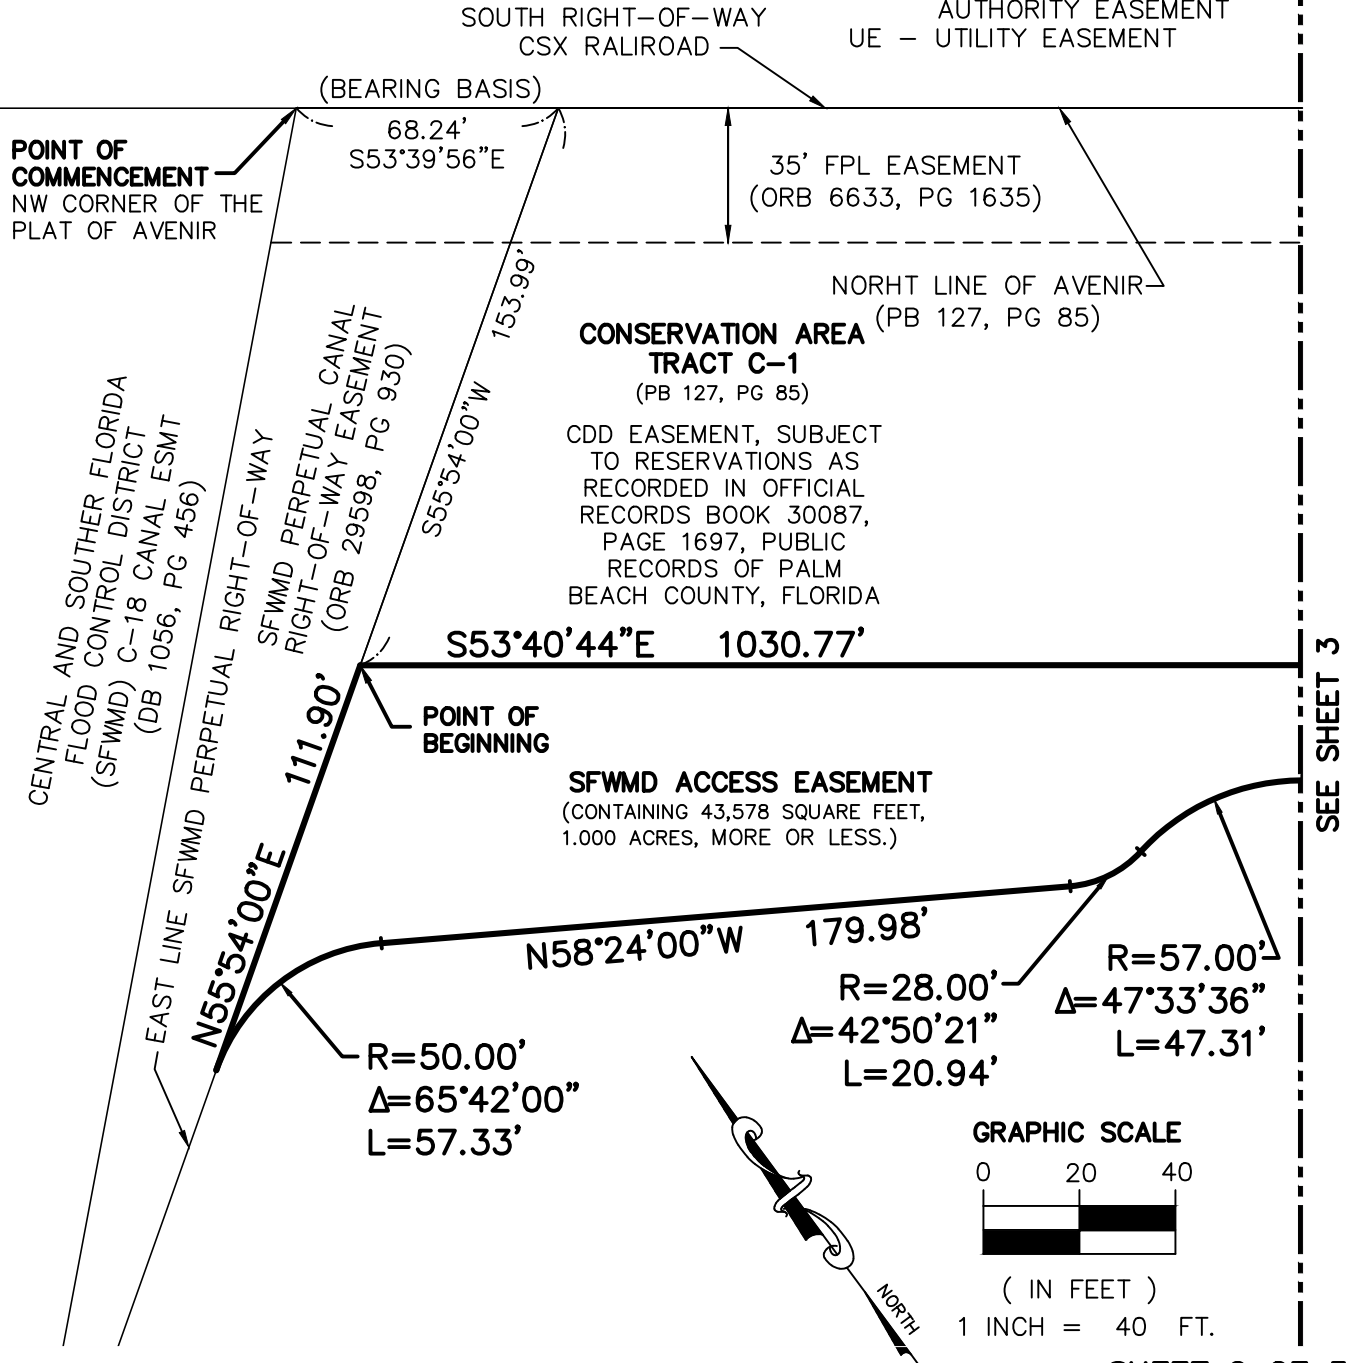 SOUTH RIGHT-OF-WAY
CSX RALIROAD
AUTHORITY EASEMENT
UE - UTILITY EASEMENT
(BEARING BASIS)
68.24'
S53°39'56"E
POINT OF
COMMENCEMENT
NW CORNER OF THE
PLAT OF AVENIR
35' FPL EASEMENT
(ORB 6633, PG 1635)
NORHT LINE OF AVENIR
(PB 127, PG 85)
153.99'
S55°54'00"W
CONSERVATION AREA
TRACT C-1
(PB 127, PG 85)
CDD EASEMENT, SUBJECT
TO RESERVATIONS AS
RECORDED IN OFFICIAL
RECORDS BOOK 30087,
PAGE 1697, PUBLIC
RECORDS OF PALM
BEACH COUNTY, FLORIDA
CENTRAL AND SOUTHER FLORIDA
FLOOD CONTROL DISTRICT
(SFWMD) C-18 CANAL ESMT
(DB 1056, PG 456)
EAST LINE SFWMD PERPETUAL RIGHT-OF-WAY
SFWMD PERPETUAL CANAL
RIGHT-OF-WAY EASEMENT
(ORB 29598, PG 930)
S53°40'44"E 1030.77'
POINT OF
BEGINNING
111.90'
N55°54'00"E
SFWMD ACCESS EASEMENT
(CONTAINING 43,578 SQUARE FEET,
1.000 ACRES, MORE OR LESS.)
SEE SHEET 3
N58°24'00"W 179.98'
R=57.00'
Δ=47°33'36"
L=47.31'
R=28.00'
Δ=42°50'21"
L=20.94'
R=50.00'
Δ=65°42'00"
L=57.33'
NORTH
GRAPHIC SCALE
0 20 40
( IN FEET )
1 INCH = 40 FT.